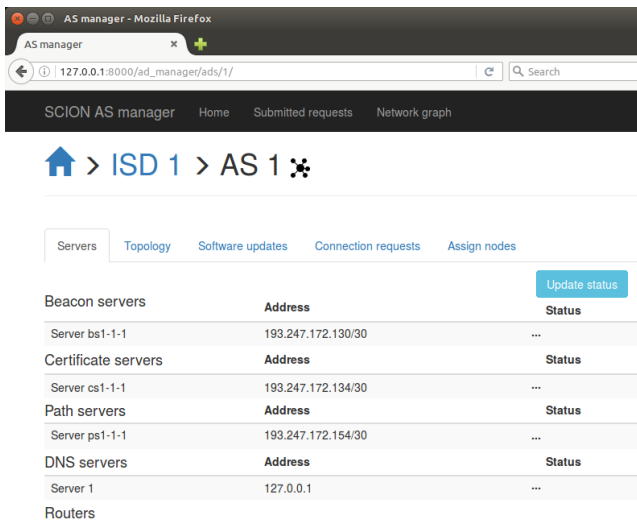 AS manager - Mozilla Firefox
AS manager
127.0.0.1:8000/ad_manager/ads/1/
Search
SCION AS manager Home Submitted requests Network graph
> ISD 1 > AS 1
Servers Topology Software updates Connection requests Assign nodes
Update status
Beacon servers Address Status
Server bs1-1-1 193.247.172.130/30 ...
Certificate servers Address Status
Server cs1-1-1 193.247.172.134/30 ...
Path servers Address Status
Server ps1-1-1 193.247.172.154/30 ...
DNS servers Address Status
Server 1 127.0.0.1 ...
Routers